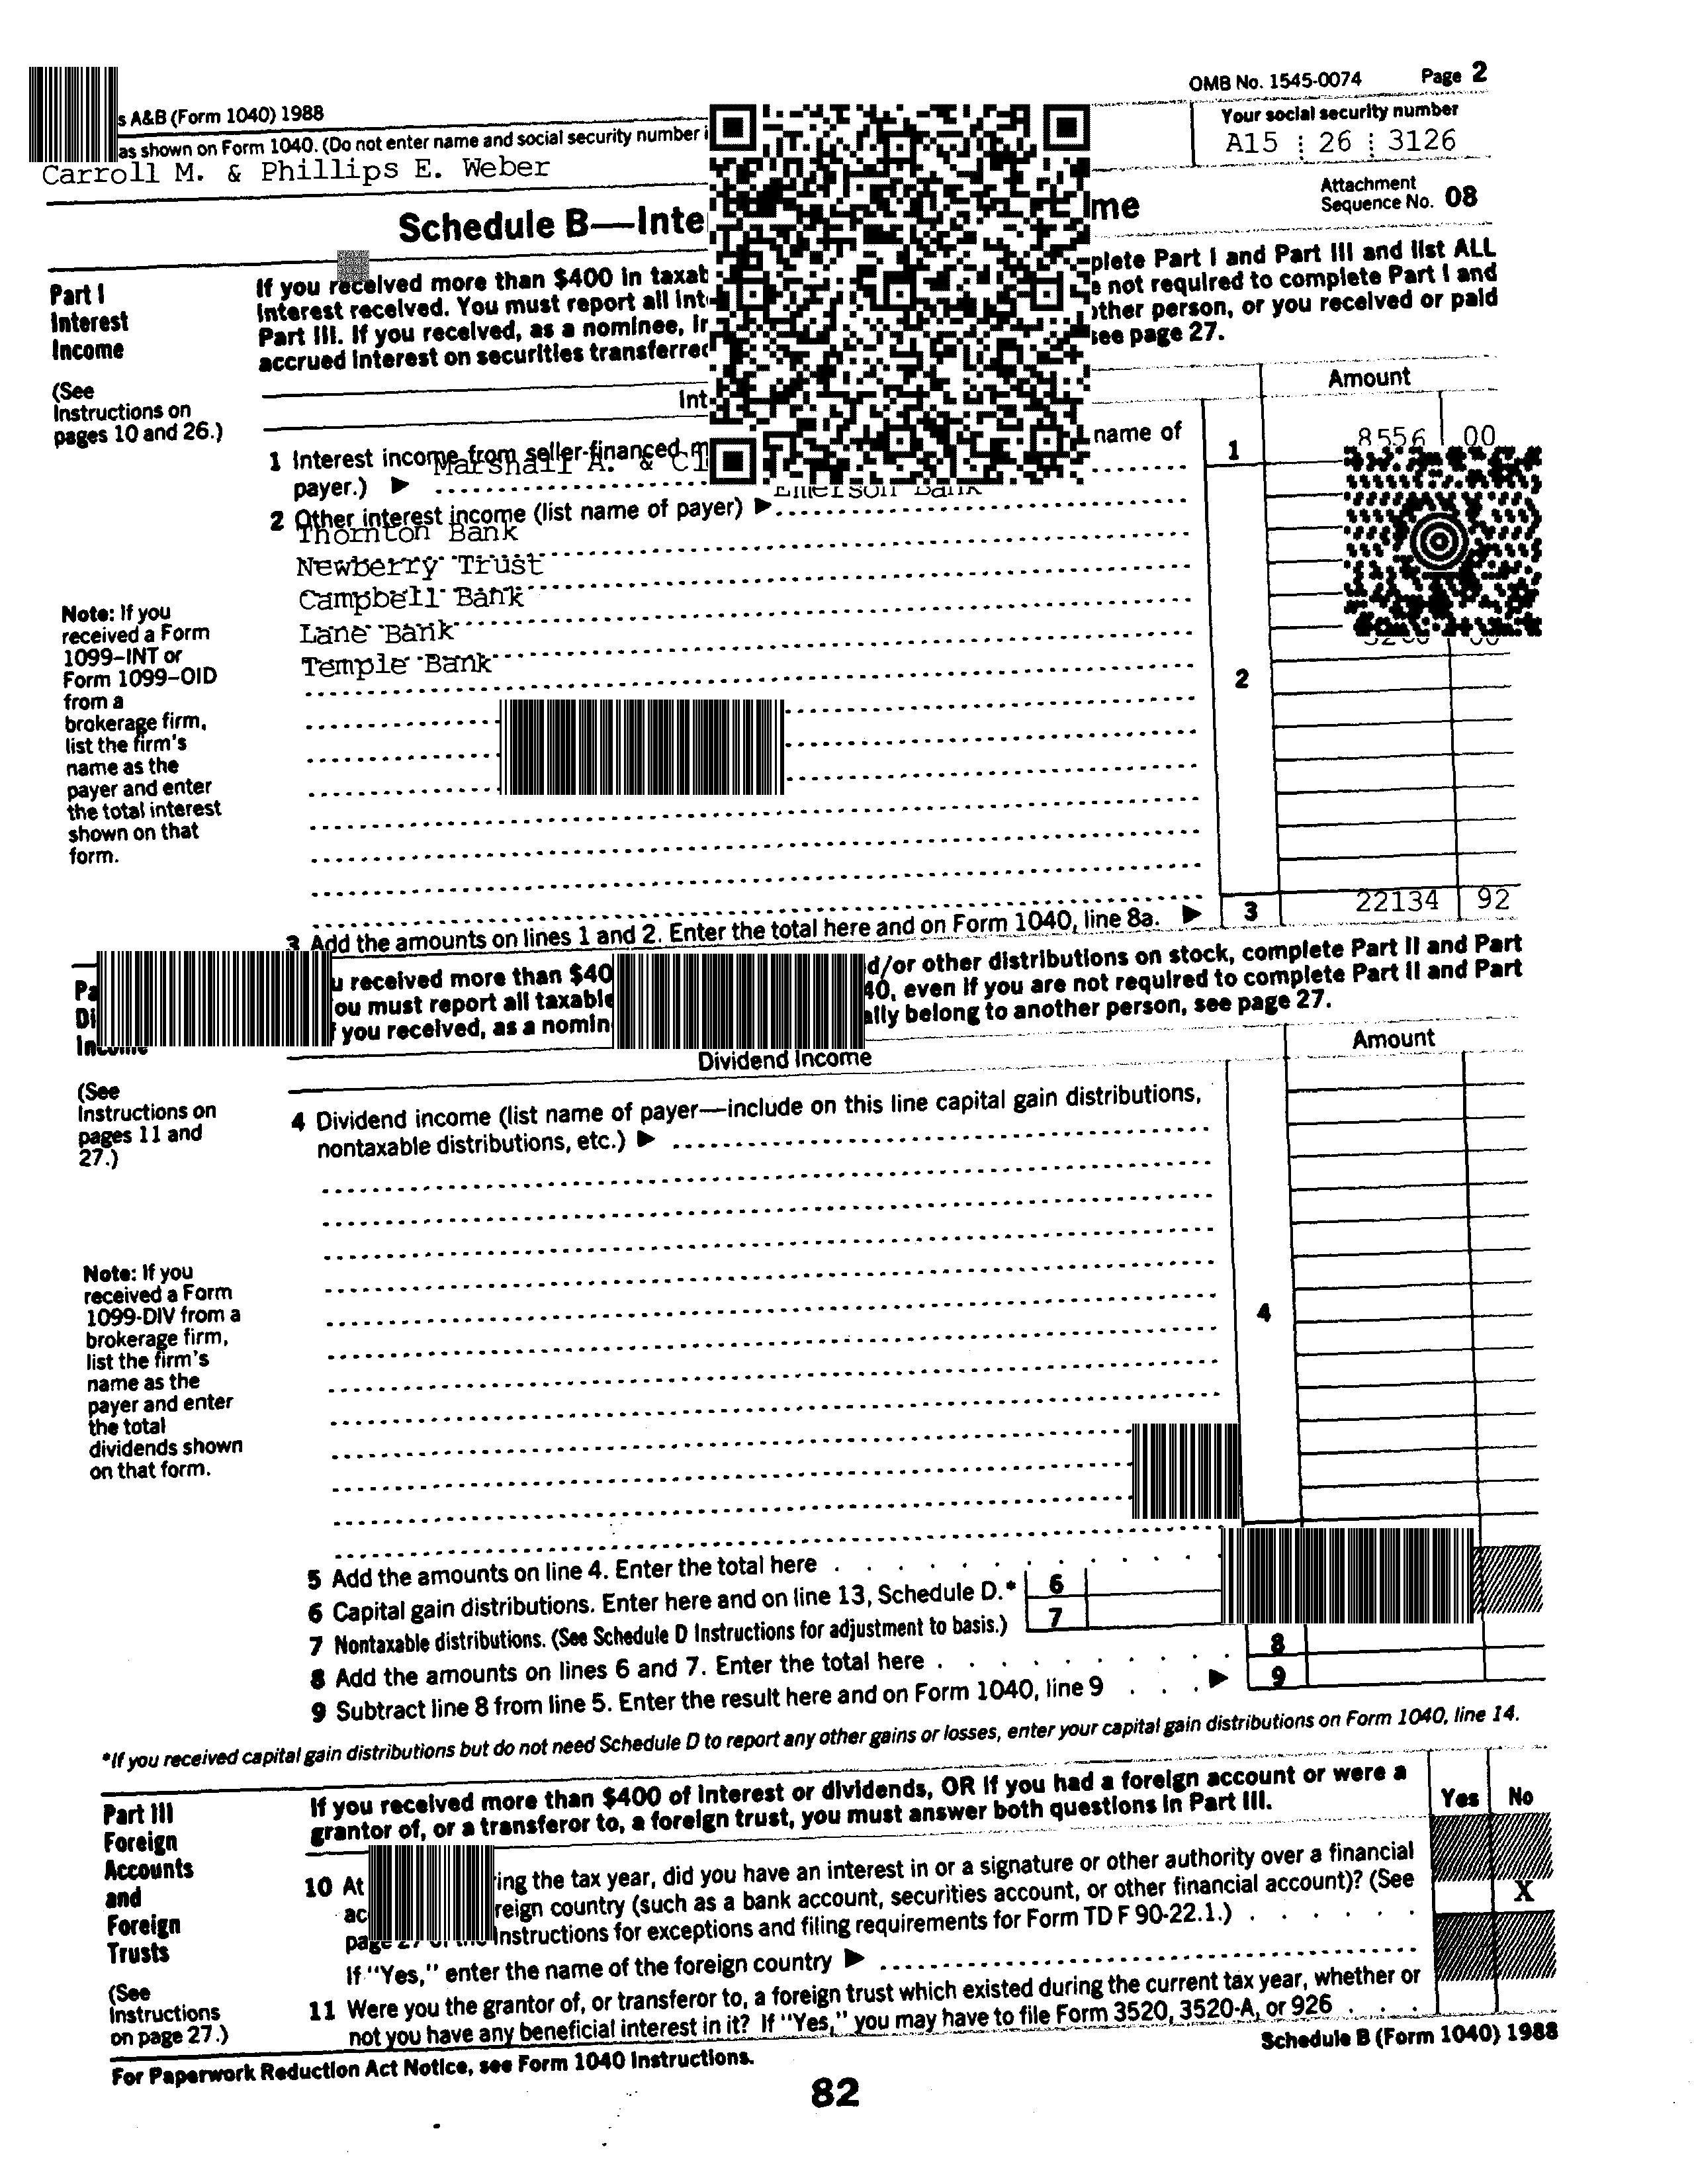 OMB No. 1545-0074 Page 2
s A&B (Form 1040) 1988
as shown on Form 1040. (Do not enter name and social security number
Your social security number
Carroll M. & Phillips E. Weber
A15 26 3126
Schedule B—Inte me
Attachment
Sequence No. 08
Part I
Interest
Income
(See
Instructions on
pages 10 and 26.)
If you received more than $400 in taxab plete Part I and Part III and list ALL
interest received. You must report all int e not required to complete Part I and
Part III. If you received, as a nominee, ir other person, or you received or paid
accrued interest on securities transferred see page 27.
Int
Amount
1 Interest income from seller-financed m name of
payer.) ▶ Marshall A. &
1 8556 00
2 Other interest income (list name of payer) ▶ Emerson Bank
Thornton Bank
Newberry Trust
Campbell Bank
Lane Bank
Temple Bank
2
Note: If you
received a Form
1099–INT or
Form 1099–OID
from a
brokerage firm,
list the firm's
name as the
payer and enter
the total interest
shown on that
form.
3 Add the amounts on lines 1 and 2. Enter the total here and on Form 1040, line 8a. ▶ 3 22134 92
Pa
Di
Income
u received more than $40 d/or other distributions on stock, complete Part II and Part
ou must report all taxable 40, even if you are not required to complete Part II and Part
f you received, as a nomin ally belong to another person, see page 27.
Dividend Income
Amount
(See
Instructions on
pages 11 and
27.)
4 Dividend income (list name of payer—include on this line capital gain distributions,
nontaxable distributions, etc.) ▶
4
Note: If you
received a Form
1099-DIV from a
brokerage firm,
list the firm's
name as the
payer and enter
the total
dividends shown
on that form.
5 Add the amounts on line 4. Enter the total here
6 Capital gain distributions. Enter here and on line 13, Schedule D.* 6
7 Nontaxable distributions. (See Schedule D Instructions for adjustment to basis.) 7
8 Add the amounts on lines 6 and 7. Enter the total here 8
9 Subtract line 8 from line 5. Enter the result here and on Form 1040, line 9 ▶ 9
*If you received capital gain distributions but do not need Schedule D to report any other gains or losses, enter your capital gain distributions on Form 1040, line 14.
Part III
Foreign
Accounts
and
Foreign
Trusts
(See
Instructions
on page 27.)
If you received more than $400 of interest or dividends, OR if you had a foreign account or were a
grantor of, or a transferor to, a foreign trust, you must answer both questions in Part III.
Yes No
10 At ing the tax year, did you have an interest in or a signature or other authority over a financial
ac reign country (such as a bank account, securities account, or other financial account)? (See
page 27 of the Instructions for exceptions and filing requirements for Form TD F 90-22.1.)
X
If "Yes," enter the name of the foreign country ▶
11 Were you the grantor of, or transferor to, a foreign trust which existed during the current tax year, whether or
not you have any beneficial interest in it? If "Yes," you may have to file Form 3520, 3520-A, or 926
For Paperwork Reduction Act Notice, see Form 1040 Instructions.
Schedule B (Form 1040) 1988
82